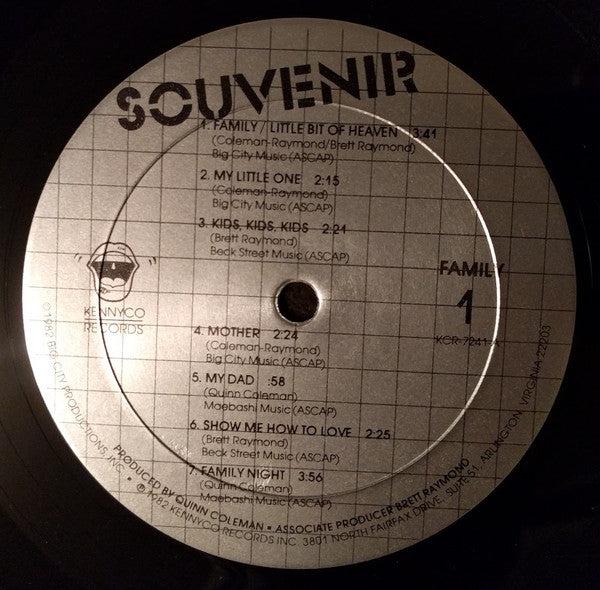 SOUVENIR
1. FAMILY / LITTLE BIT OF HEAVEN 3:41
(Coleman-Raymond/Brett Raymond)
Big City Music (ASCAP)
2. MY LITTLE ONE 2:15
(Coleman-Raymond)
Big City Music (ASCAP)
3. KIDS, KIDS, KIDS 2:21
(Brett Raymond)
Beck Street Music (ASCAP)
KENNYCO
RECORDS
FAMILY
1
KCR-7241-A
4. MOTHER 2:24
(Coleman-Raymond)
Big City Music (ASCAP)
5. MY DAD :58
(Quinn Coleman)
Maebashi Music (ASCAP)
6. SHOW ME HOW TO LOVE 2:25
(Brett Raymond)
Beck Street Music (ASCAP)
7. FAMILY NIGHT 3:56
(Quinn Coleman)
Maebashi Music (ASCAP)
PRODUCED BY QUINN COLEMAN • ASSOCIATE PRODUCER BRETT RAYMOND
©1982 BIG CITY PRODUCTIONS, INC. • ℗1982 KENNYCO RECORDS INC. 3801 NORTH FAIRFAX DRIVE, SUITE 51, ARLINGTON, VIRGINIA 22203